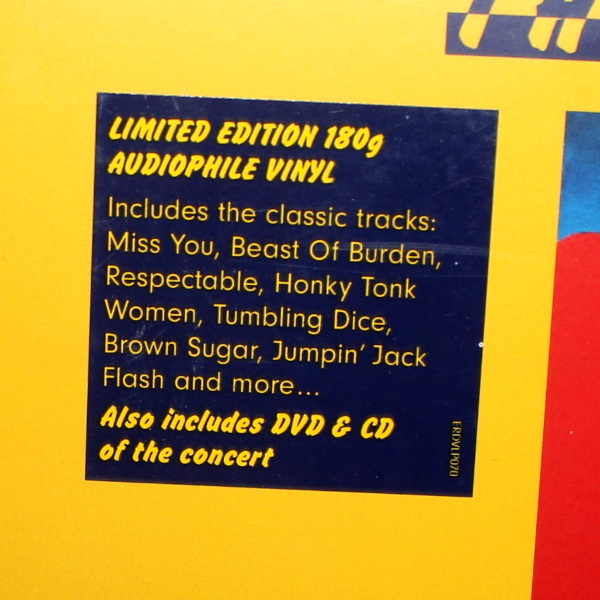 LIMITED EDITION 180g
AUDIOPHILE VINYL
Includes the classic tracks:
Miss You, Beast Of Burden,
Respectable, Honky Tonk
Women, Tumbling Dice,
Brown Sugar, Jumpin' Jack
Flash and more...
Also includes DVD & CD
of the concert
ERDVLP070